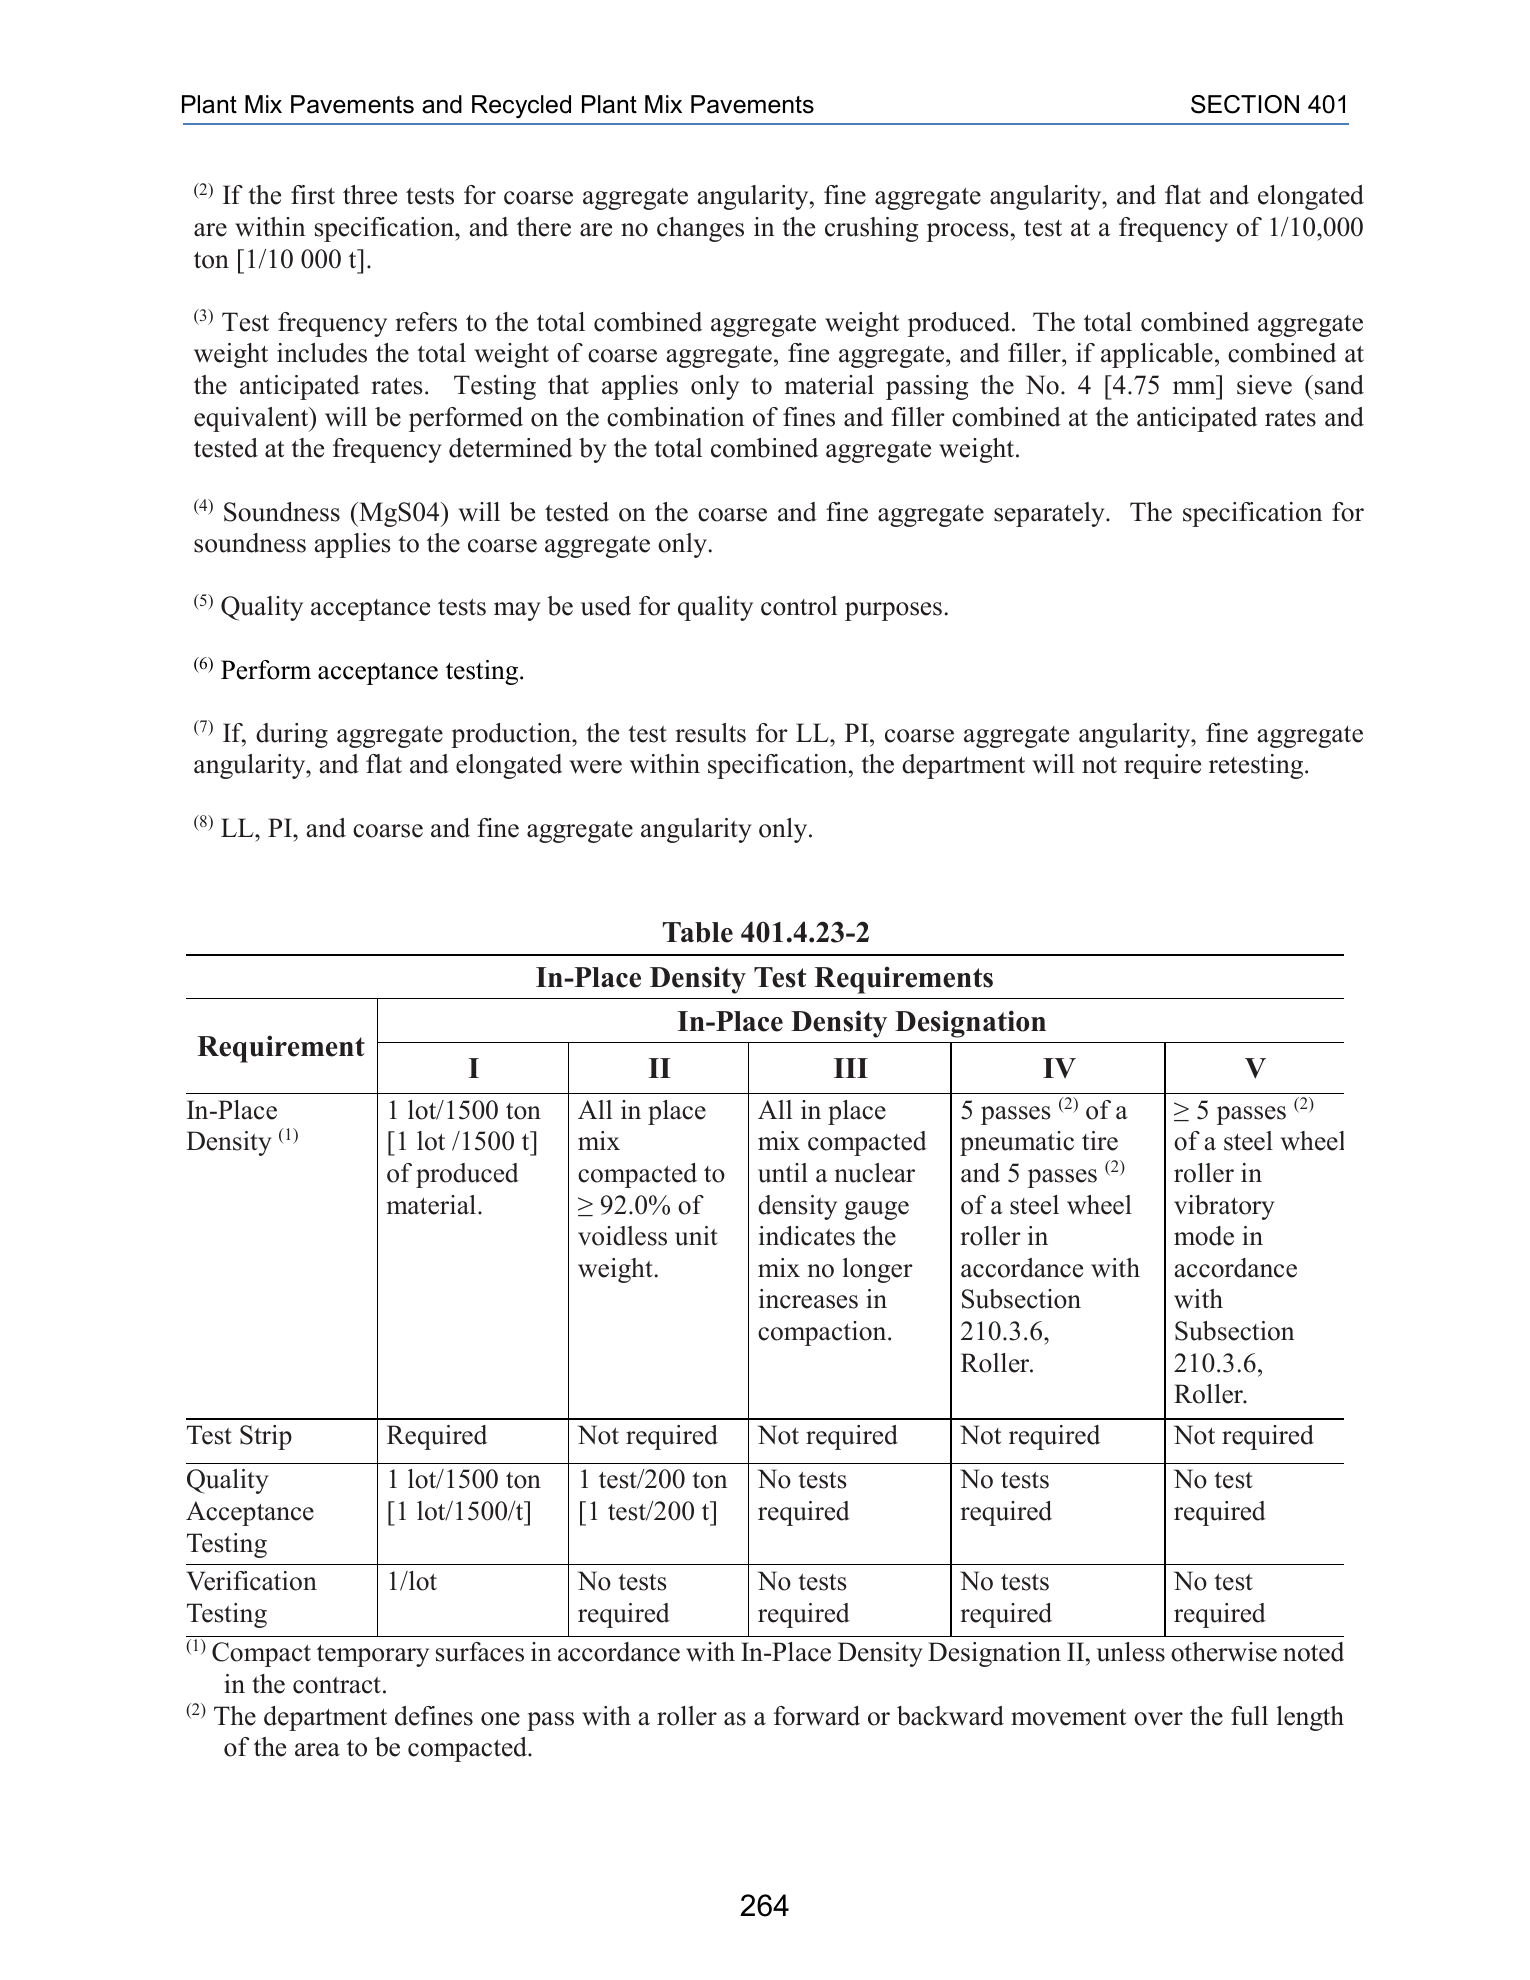 Plant Mix Pavements and Recycled Plant Mix Pavements SECTION 401
(2) If the first three tests for coarse aggregate angularity, fine aggregate angularity, and flat and elongated
are within specification, and there are no changes in the crushing process, test at a frequency of 1/10,000
ton [1/10 000 t].
(3) Test frequency refers to the total combined aggregate weight produced. The total combined aggregate
weight includes the total weight of coarse aggregate, fine aggregate, and filler, if applicable, combined at
the anticipated rates. Testing that applies only to material passing the No. 4 [4.75 mm] sieve (sand
equivalent) will be performed on the combination of fines and filler combined at the anticipated rates and
tested at the frequency determined by the total combined aggregate weight.
(4) Soundness (MgS04) will be tested on the coarse and fine aggregate separately. The specification for
soundness applies to the coarse aggregate only.
(5) Quality acceptance tests may be used for quality control purposes.
(6) Perform acceptance testing.
(7) If, during aggregate production, the test results for LL, PI, coarse aggregate angularity, fine aggregate
angularity, and flat and elongated were within specification, the department will not require retesting.
(8) LL, PI, and coarse and fine aggregate angularity only.
Table 401.4.23-2
In-Place Density Test Requirements
Requirement
In-Place Density Designation
I II III IV V
In-Place
Density (1)
1 lot/1500 ton
[1 lot /1500 t]
of produced
material.
All in place
mix
compacted to
≥ 92.0% of
voidless unit
weight.
All in place
mix compacted
until a nuclear
density gauge
indicates the
mix no longer
increases in
compaction.
5 passes (2) of a
pneumatic tire
and 5 passes (2)
of a steel wheel
roller in
accordance with
Subsection
210.3.6,
Roller.
≥ 5 passes (2)
of a steel wheel
roller in
vibratory
mode in
accordance
with
Subsection
210.3.6,
Roller.
Test Strip Required Not required Not required Not required Not required
Quality
Acceptance
Testing
1 lot/1500 ton
[1 lot/1500/t]
1 test/200 ton
[1 test/200 t]
No tests
required
No tests
required
No test
required
Verification
Testing
1/lot
No tests
required
No tests
required
No tests
required
No test
required
(1) Compact temporary surfaces in accordance with In-Place Density Designation II, unless otherwise noted
in the contract.
(2) The department defines one pass with a roller as a forward or backward movement over the full length
of the area to be compacted.
264